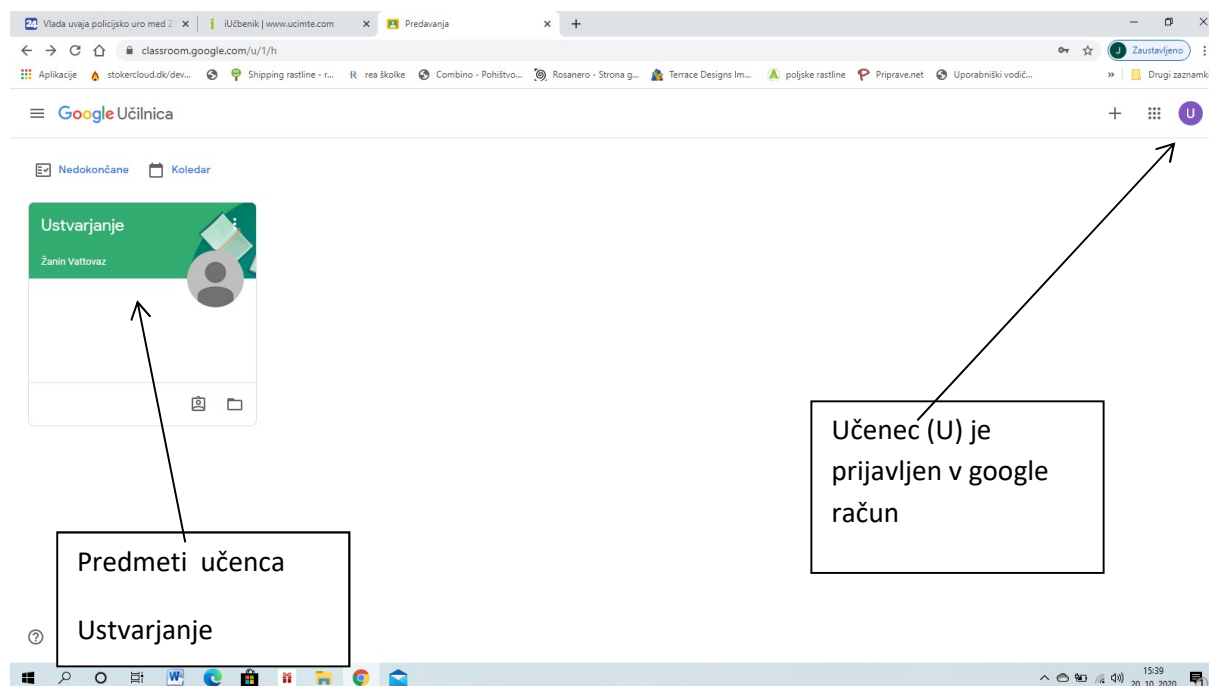 Vlada uvaja policijsko uro med 2
iUčbenik | www.ucimte.com
Predavanja
classroom.google.com/u/1/h
J
Zaustavljeno
Aplikacije
stokercloud.dk/dev...
Shipping rastline - r...
R rea školke
Combino - Pohištvo...
Rosanero - Strona g...
Terrace Designs Im...
poljske rastline
Priprave.net
Uporabniški vodič...
»
Drugi zaznamki
Google Učilnica
U
Nedokončane
Koledar
Ustvarjanje
Žanin Vattovaz
Učenec (U) je
prijavljen v google
račun
Predmeti učenca
Ustvarjanje
15:39
20. 10. 2020